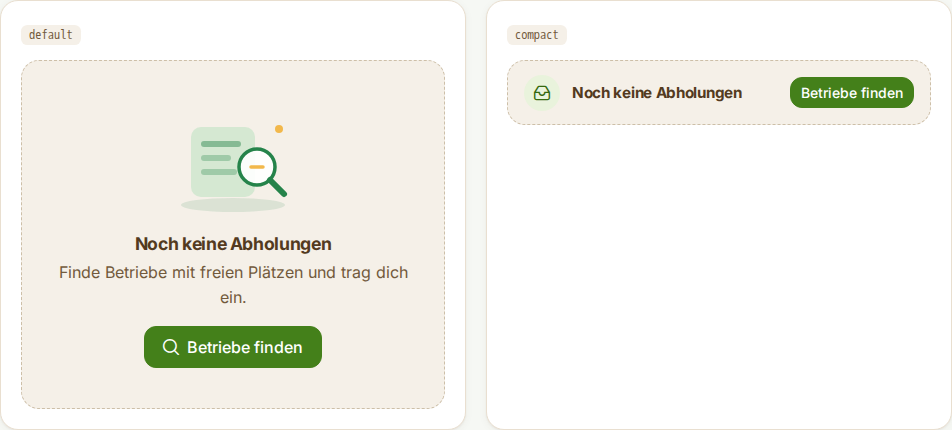 default
Noch keine Abholungen
Finde Betriebe mit freien Plätzen und trag dich
ein.
Betriebe finden
compact
Noch keine Abholungen
Betriebe finden